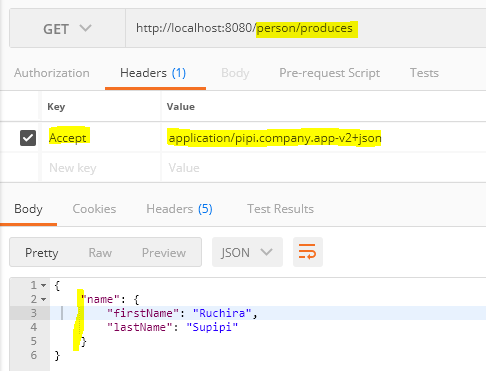 GET http://localhost:8080/person/produces
Authorization Headers (1) Body Pre-request Script Tests
Key Value
Accept application/pipi.company.app-v2+json
New key Value
Body Cookies Headers (5) Test Results
Pretty Raw Preview JSON
1 {
2 "name": {
3 "firstName": "Ruchira",
4 "lastName": "Supipi"
5 }
6 }